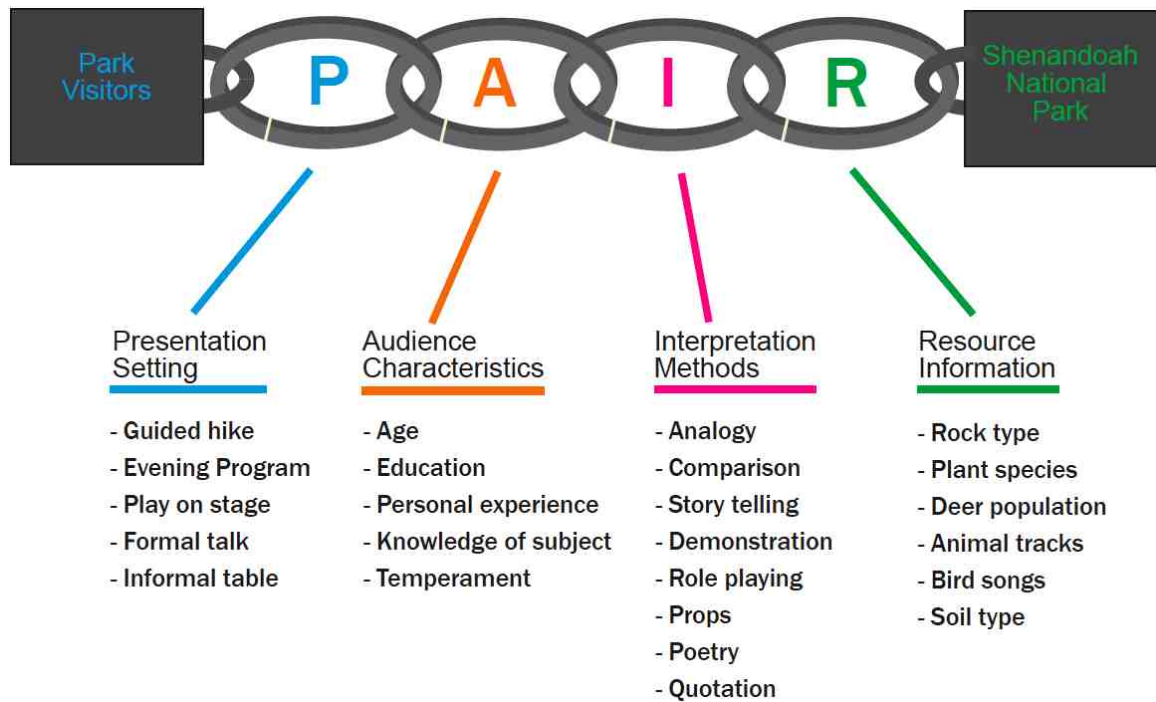 Park
Visitors
P
A
I
R
Shenandoah
National
Park
Presentation
Setting
- Guided hike
- Evening Program
- Play on stage
- Formal talk
- Informal table
Audience
Characteristics
- Age
- Education
- Personal experience
- Knowledge of subject
- Temperament
Interpretation
Methods
- Analogy
- Comparison
- Story telling
- Demonstration
- Role playing
- Props
- Poetry
- Quotation
Resource
Information
- Rock type
- Plant species
- Deer population
- Animal tracks
- Bird songs
- Soil type